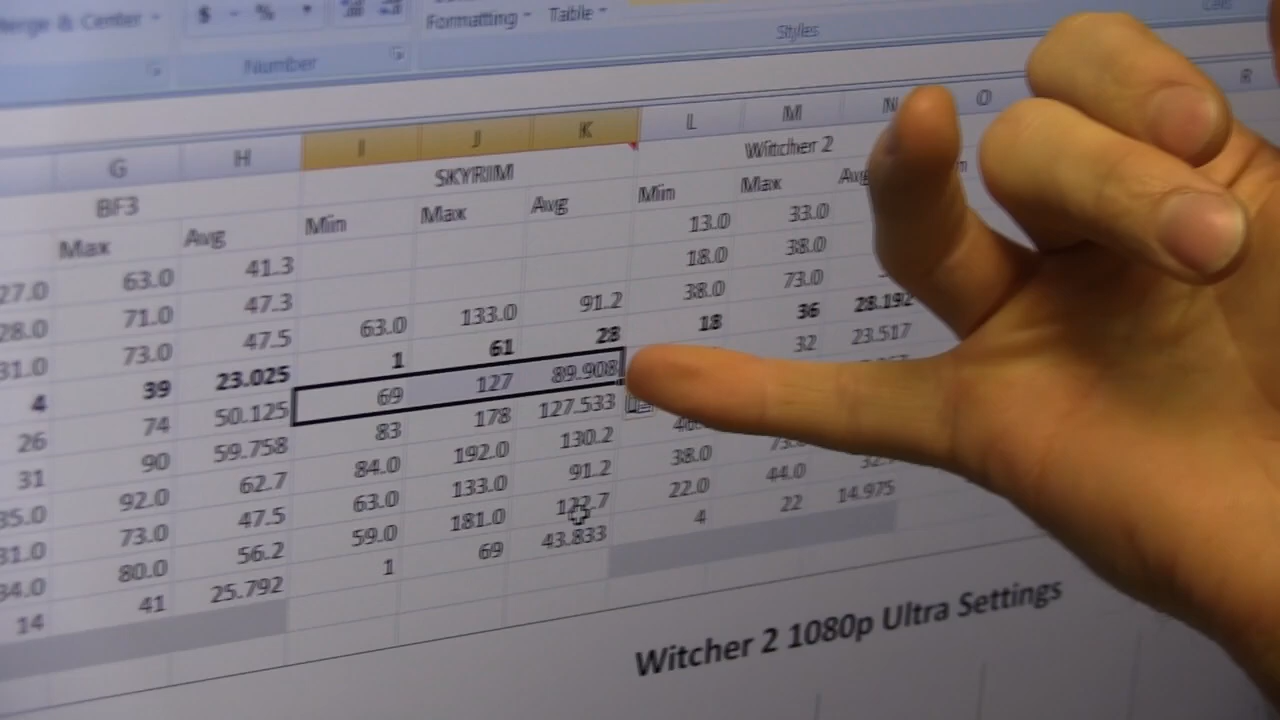 Merge & Center
$ - % ,
Formatting Table
Number
Styles
Cells
G H I J K L M N O R
BF3 SKYRIM Witcher 2
Max Avg Min Max Avg Min Max Avg
27.0 63.0 41.3 13.0 33.0
28.0 71.0 47.3 18.0 38.0
31.0 73.0 47.5 63.0 133.0 91.2 38.0 73.0
4 39 23.025 1 61 28 18 36 28.192
26 74 50.125 69 127 89.908 32 23.517
31 90 59.758 83 178 127.533
35.0 92.0 62.7 84.0 192.0 130.2
31.0 73.0 47.5 63.0 133.0 91.2 38.0
34.0 80.0 56.2 59.0 181.0 122.7 22.0 44.0
14 41 25.792 1 69 43.833 4 22 14.975
Witcher 2 1080p Ultra Settings